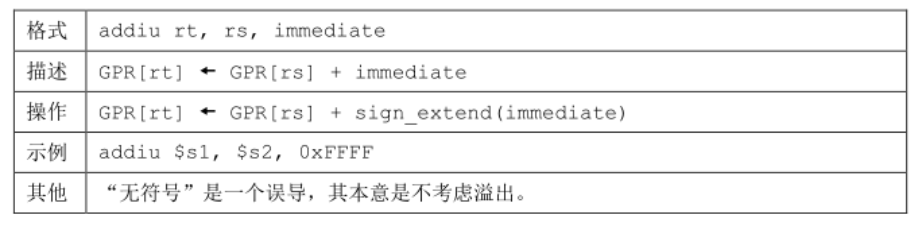 格式 addiu rt, rs, immediate
描述 GPR[rt] ← GPR[rs] + immediate
操作 GPR[rt] ← GPR[rs] + sign_extend(immediate)
示例 addiu $s1, $s2, 0xFFFF
其他 “无符号”是一个误导，其本意是不考虑溢出。